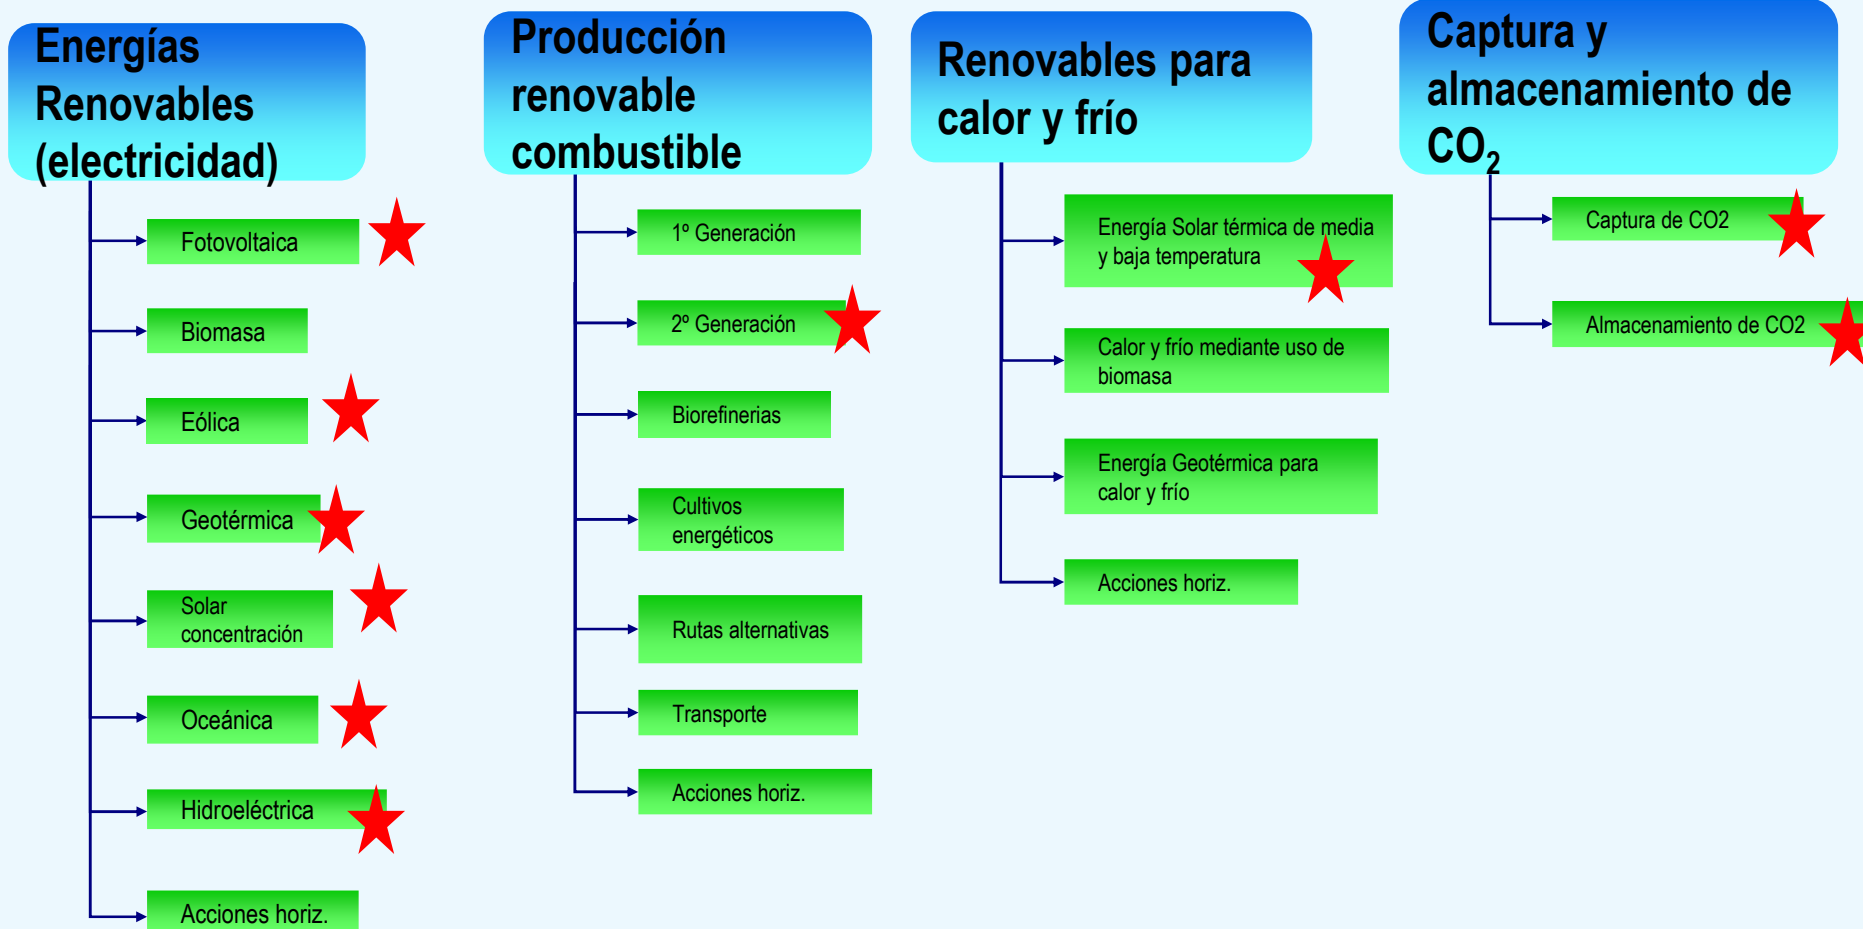 Energías
Renovables
(electricidad)
Fotovoltaica
Biomasa
Eólica
Geotérmica
Solar
concentración
Oceánica
Hidroeléctrica
Acciones horiz.
Producción
renovable
combustible
1º Generación
2º Generación
Biorefinerias
Cultivos
energéticos
Rutas alternativas
Transporte
Acciones horiz.
Renovables para
calor y frío
Energía Solar térmica de media
y baja temperatura
Calor y frío mediante uso de
biomasa
Energía Geotérmica para
calor y frío
Acciones horiz.
Captura y
almacenamiento de
CO₂
Captura de CO2
Almacenamiento de CO2